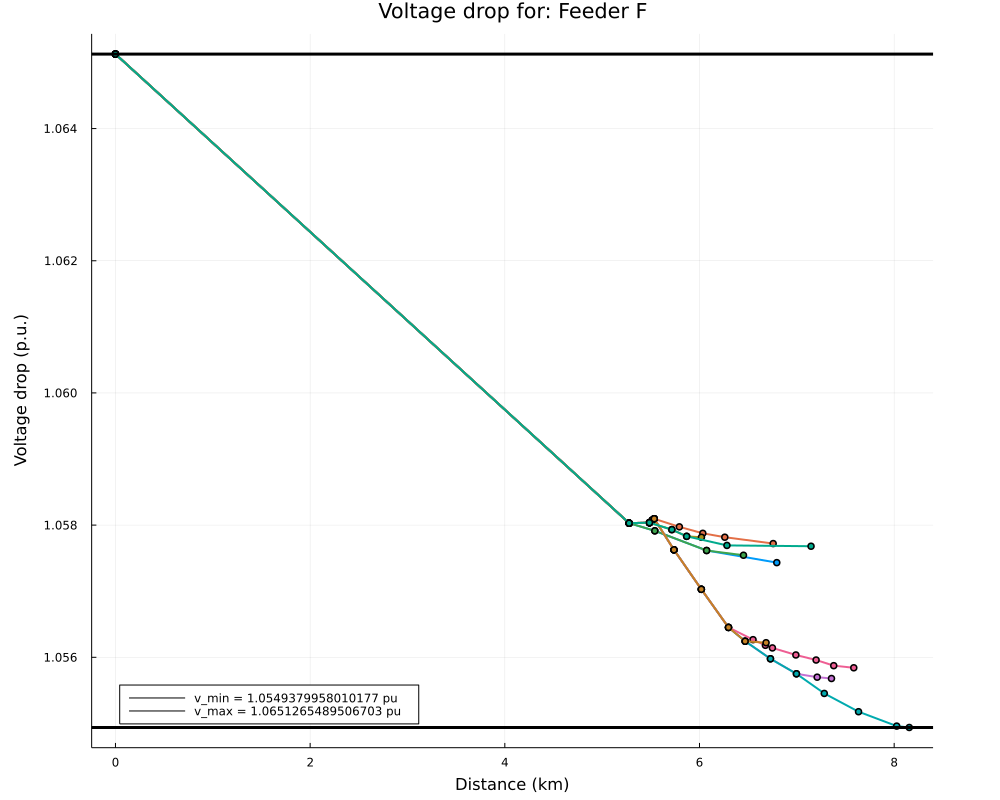 Voltage drop for: Feeder F
Voltage drop (p.u.)
1.064
1.062
1.060
1.058
1.056
v_min = 1.0549379958010177 pu
v_max = 1.0651265489506703 pu
0 2 4 6 8
Distance (km)